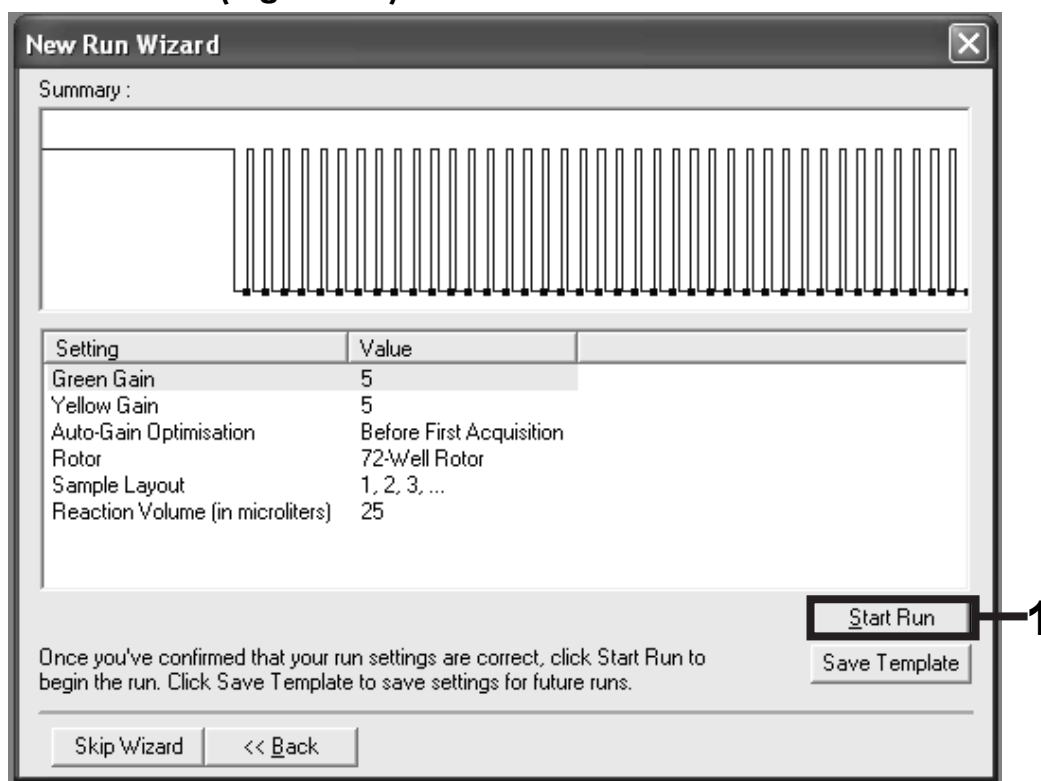 New Run Wizard
Summary :
Setting Value
Green Gain 5
Yellow Gain 5
Auto-Gain Optimisation Before First Acquisition
Rotor 72-Well Rotor
Sample Layout 1, 2, 3, ...
Reaction Volume (in microliters) 25
Start Run 1
Once you've confirmed that your run settings are correct, click Start Run to
begin the run. Click Save Template to save settings for future runs.
Save Template
Skip Wizard << Back